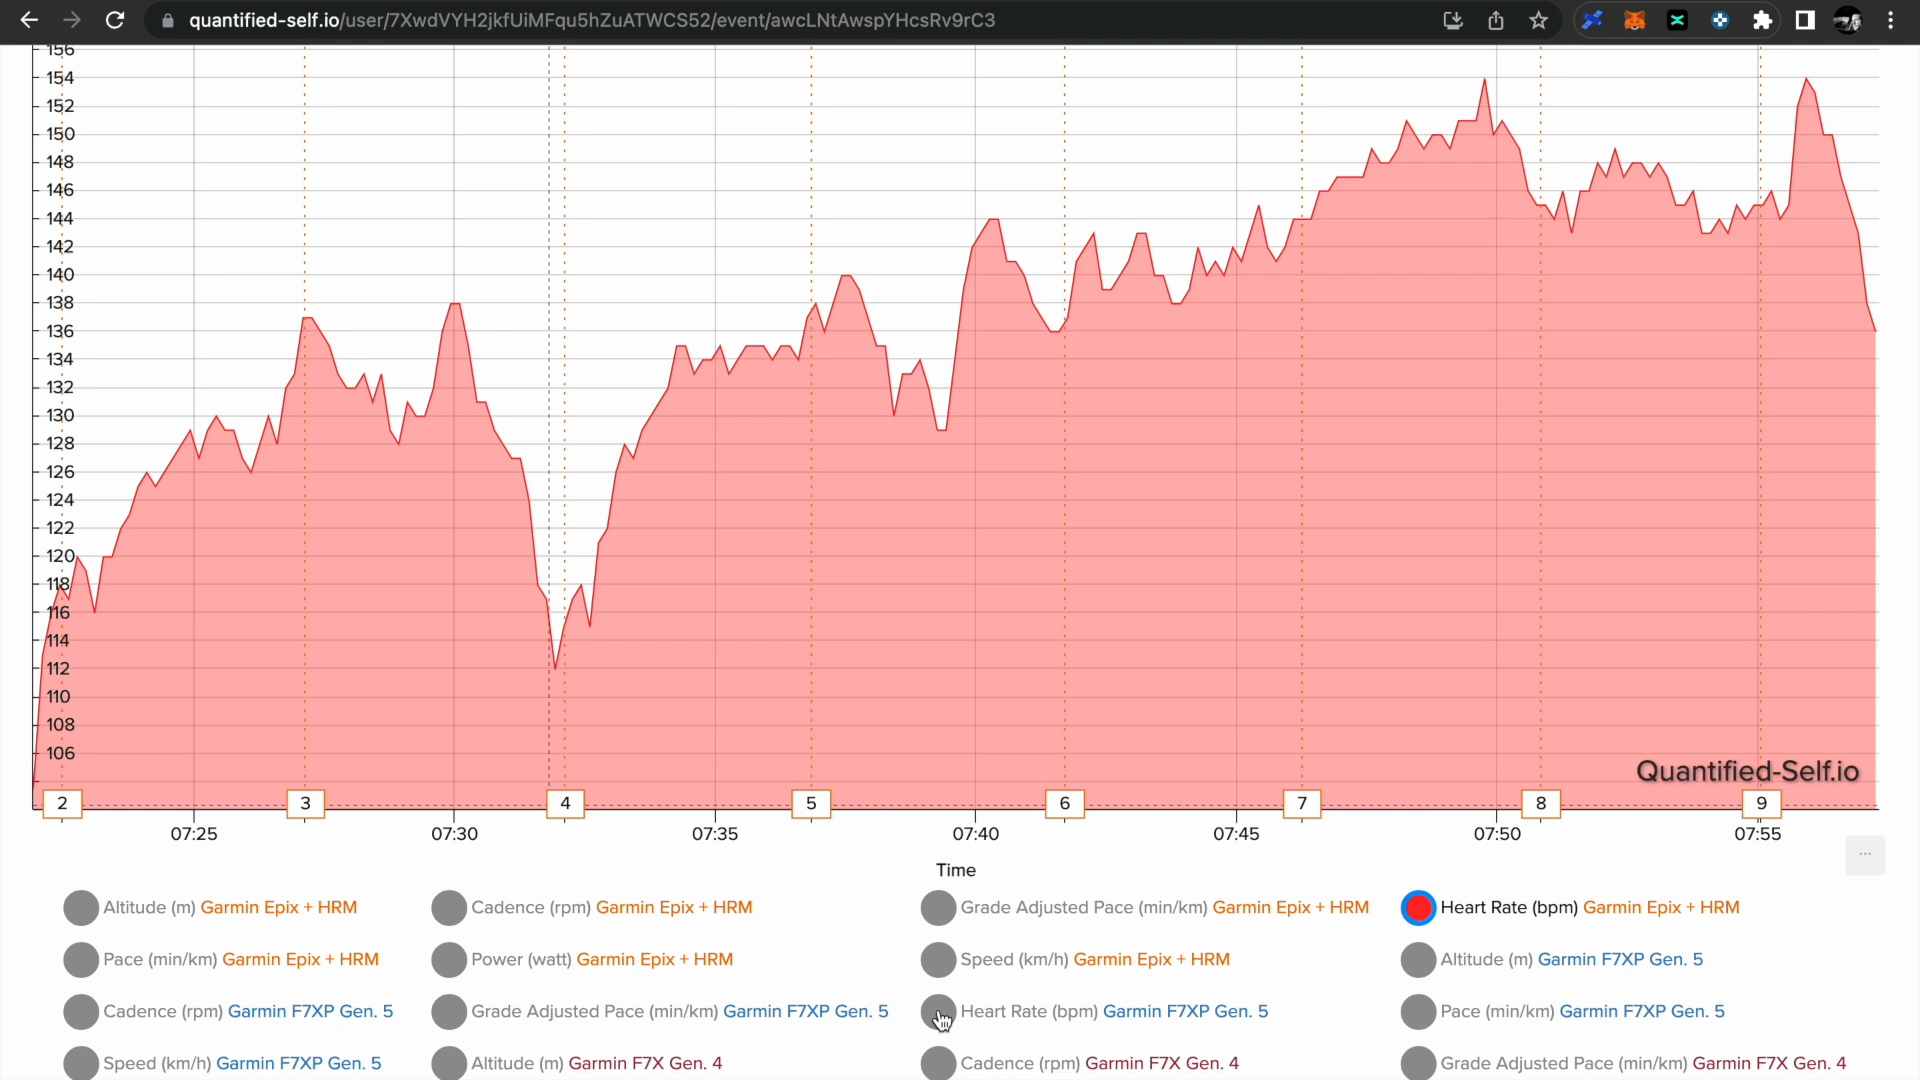 quantified-self.io/user/7XwdVYH2jkfUiMFqu5hZuATWCS52/event/awcLNtAwspYHcsRv9rC3
156
154
152
150
148
146
144
142
140
138
136
134
132
130
128
126
124
122
120
118
116
114
112
110
108
106
Quantified-Self.io
2 3 4 5 6 7 8 9
07:25 07:30 07:35 07:40 07:45 07:50 07:55
Time
Altitude (m) Garmin Epix + HRM Cadence (rpm) Garmin Epix + HRM Grade Adjusted Pace (min/km) Garmin Epix + HRM Heart Rate (bpm) Garmin Epix + HRM
Pace (min/km) Garmin Epix + HRM Power (watt) Garmin Epix + HRM Speed (km/h) Garmin Epix + HRM Altitude (m) Garmin F7XP Gen. 5
Cadence (rpm) Garmin F7XP Gen. 5 Grade Adjusted Pace (min/km) Garmin F7XP Gen. 5 Heart Rate (bpm) Garmin F7XP Gen. 5 Pace (min/km) Garmin F7XP Gen. 5
Speed (km/h) Garmin F7XP Gen. 5 Altitude (m) Garmin F7X Gen. 4 Cadence (rpm) Garmin F7X Gen. 4 Grade Adjusted Pace (min/km) Garmin F7X Gen. 4